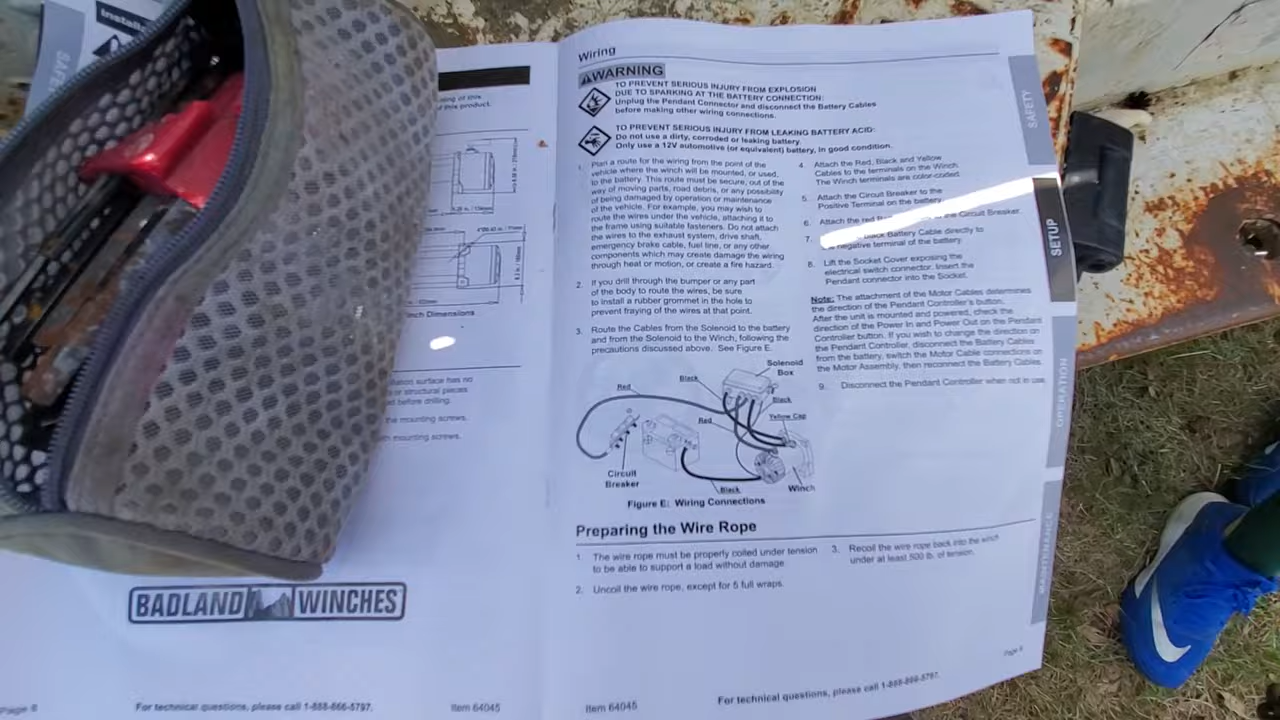 Install
SAFE
of this product.
inch Dimensions
surface has no
or structural pieces
before drilling.
the mounting screws.
mounting screws.
BADLAND WINCHES
Page 8
For technical questions, please call 1-888-866-5797.
Item 64045
Wiring
WARNING
TO PREVENT SERIOUS INJURY FROM EXPLOSION
DUE TO SPARKING AT THE BATTERY CONNECTION:
Unplug the Pendant Connector and disconnect the Battery Cables
before making other wiring connections.
TO PREVENT SERIOUS INJURY FROM LEAKING BATTERY ACID:
Do not use a dirty, corroded or leaking battery.
Only use a 12V automotive (or equivalent) battery, in good condition.
1. Plan a route for the wiring from the point of the
vehicle where the winch will be mounted, or used,
to the battery. This route must be secure, out of the
way of moving parts, road debris, or any possibility
of being damaged by operation or maintenance
of the vehicle. For example, you may wish to
route the wires under the vehicle, attaching it to
the frame using suitable fasteners. Do not attach
the wires to the exhaust system, drive shaft,
emergency brake cable, fuel line, or any other
components which may create damage the wiring
through heat or motion, or create a fire hazard.
2. If you drill through the bumper or any part
of the body to route the wires, be sure
to install a rubber grommet in the hole to
prevent fraying of the wires at that point.
3. Route the Cables from the Solenoid to the battery
and from the Solenoid to the Winch, following the
precautions discussed above. See Figure E.
4. Attach the Red, Black and Yellow
Cables to the terminals on the Winch.
The Winch terminals are color-coded.
5. Attach the Circuit Breaker to the
Positive Terminal on the battery.
6. Attach the red to the Circuit Breaker.
7. Black Battery Cable directly to
negative terminal of the battery.
8. Lift the Socket Cover exposing the
electrical switch connector. Insert the
Pendant connector into the Socket.
Note: The attachment of the Motor Cables determines
the direction of the Pendant Controller's button.
After the unit is mounted and powered, check the
direction of the Power In and Power Out on the Pendant
Controller button. If you wish to change the direction on
the Pendant Controller, disconnect the Battery Cables
from the battery, switch the Motor Cable connections on
the Motor Assembly, then reconnect the Battery Cables.
9. Disconnect the Pendant Controller when not in use.
Solenoid
Box
Black
Red
Black
Yellow Cap
Red
Circuit
Breaker
Black
Winch
Figure E: Wiring Connections
Preparing the Wire Rope
1. The wire rope must be properly coiled under tension
to be able to support a load without damage.
2. Uncoil the wire rope, except for 5 full wraps.
3. Recoil the wire rope back into the winch
under at least 500 lb. of tension.
Item 64045
For technical questions, please call 1-888-866-5797.
Page 9
SAFETY
SETUP
OPERATION
MAINTENANCE